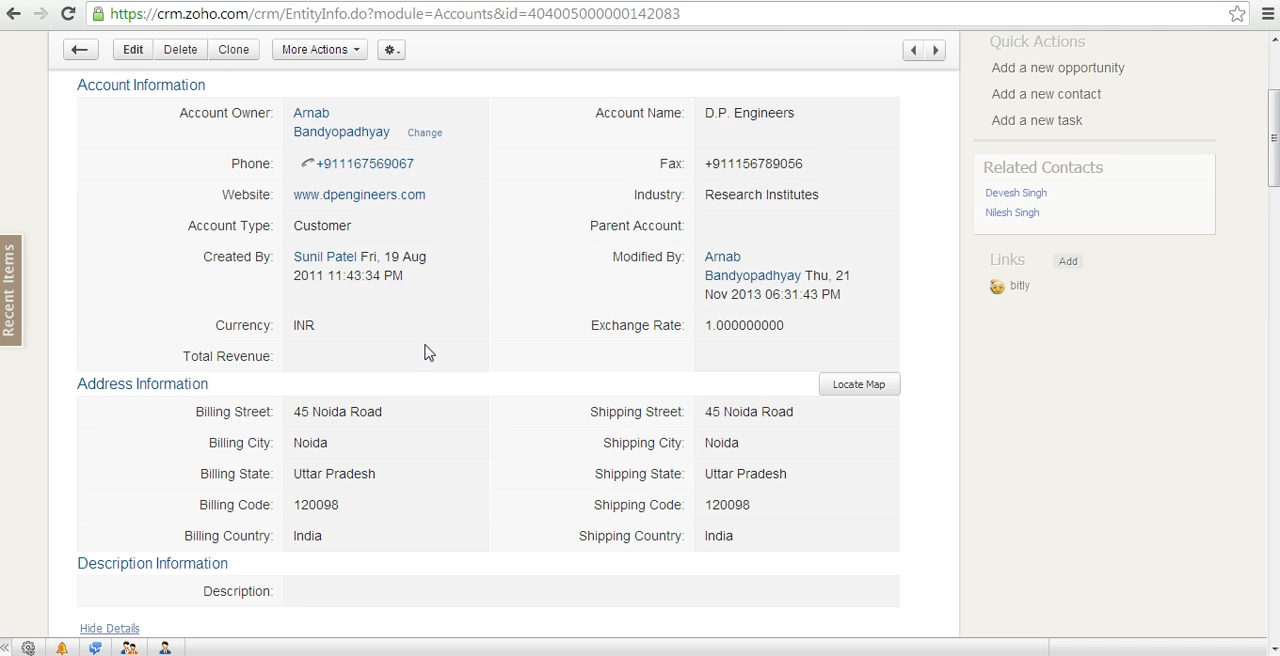 https://crm.zoho.com/crm/EntityInfo.do?module=Accounts&id=404005000000142083
Edit Delete Clone More Actions
Quick Actions
Add a new opportunity
Add a new contact
Add a new task
Related Contacts
Devesh Singh
Nilesh Singh
Links Add
bitly
Recent Items
Account Information
Account Owner: Arnab
Bandyopadhyay Change
Account Name: D.P. Engineers
Phone: +911167569067
Fax: +911156789056
Website: www.dpengineers.com
Industry: Research Institutes
Account Type: Customer
Parent Account:
Created By: Sunil Patel Fri, 19 Aug
2011 11:43:34 PM
Modified By: Arnab
Bandyopadhyay Thu, 21
Nov 2013 06:31:43 PM
Currency: INR
Exchange Rate: 1.000000000
Total Revenue:
Address Information Locate Map
Billing Street: 45 Noida Road
Shipping Street: 45 Noida Road
Billing City: Noida
Shipping City: Noida
Billing State: Uttar Pradesh
Shipping State: Uttar Pradesh
Billing Code: 120098
Shipping Code: 120098
Billing Country: India
Shipping Country: India
Description Information
Description:
Hide Details